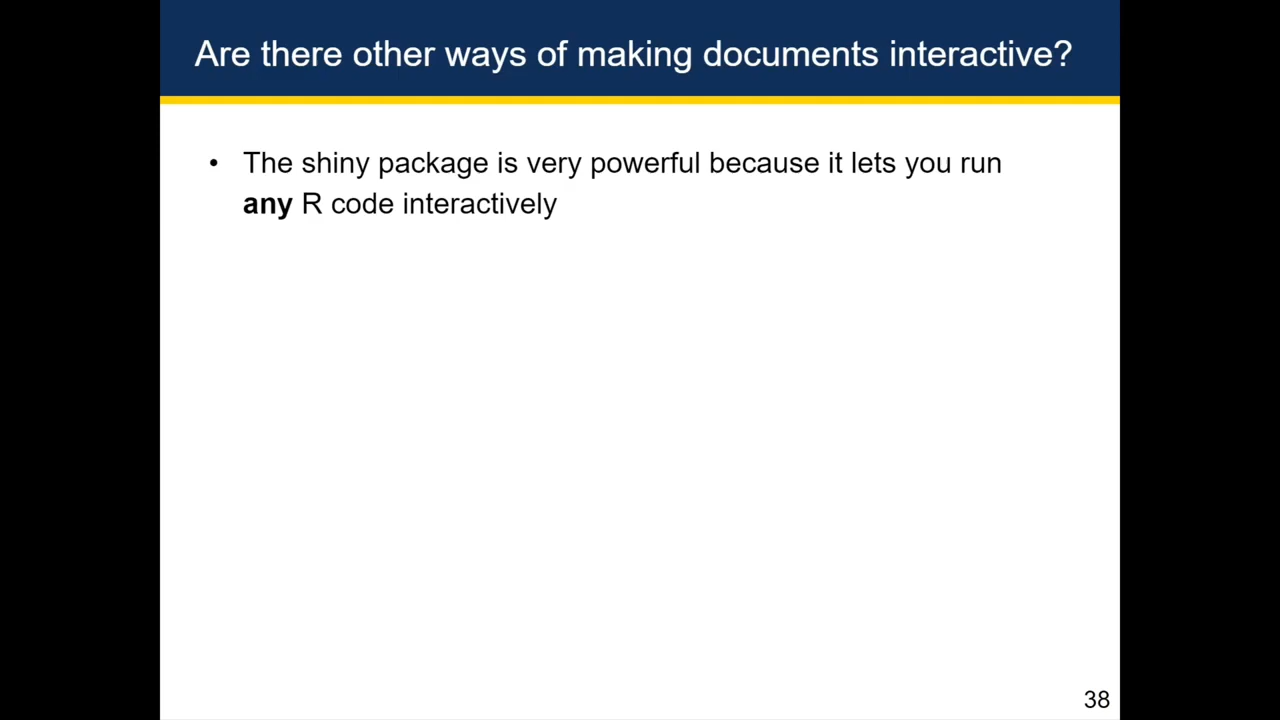 Are there other ways of making documents interactive?
• The shiny package is very powerful because it lets you run
any R code interactively
38